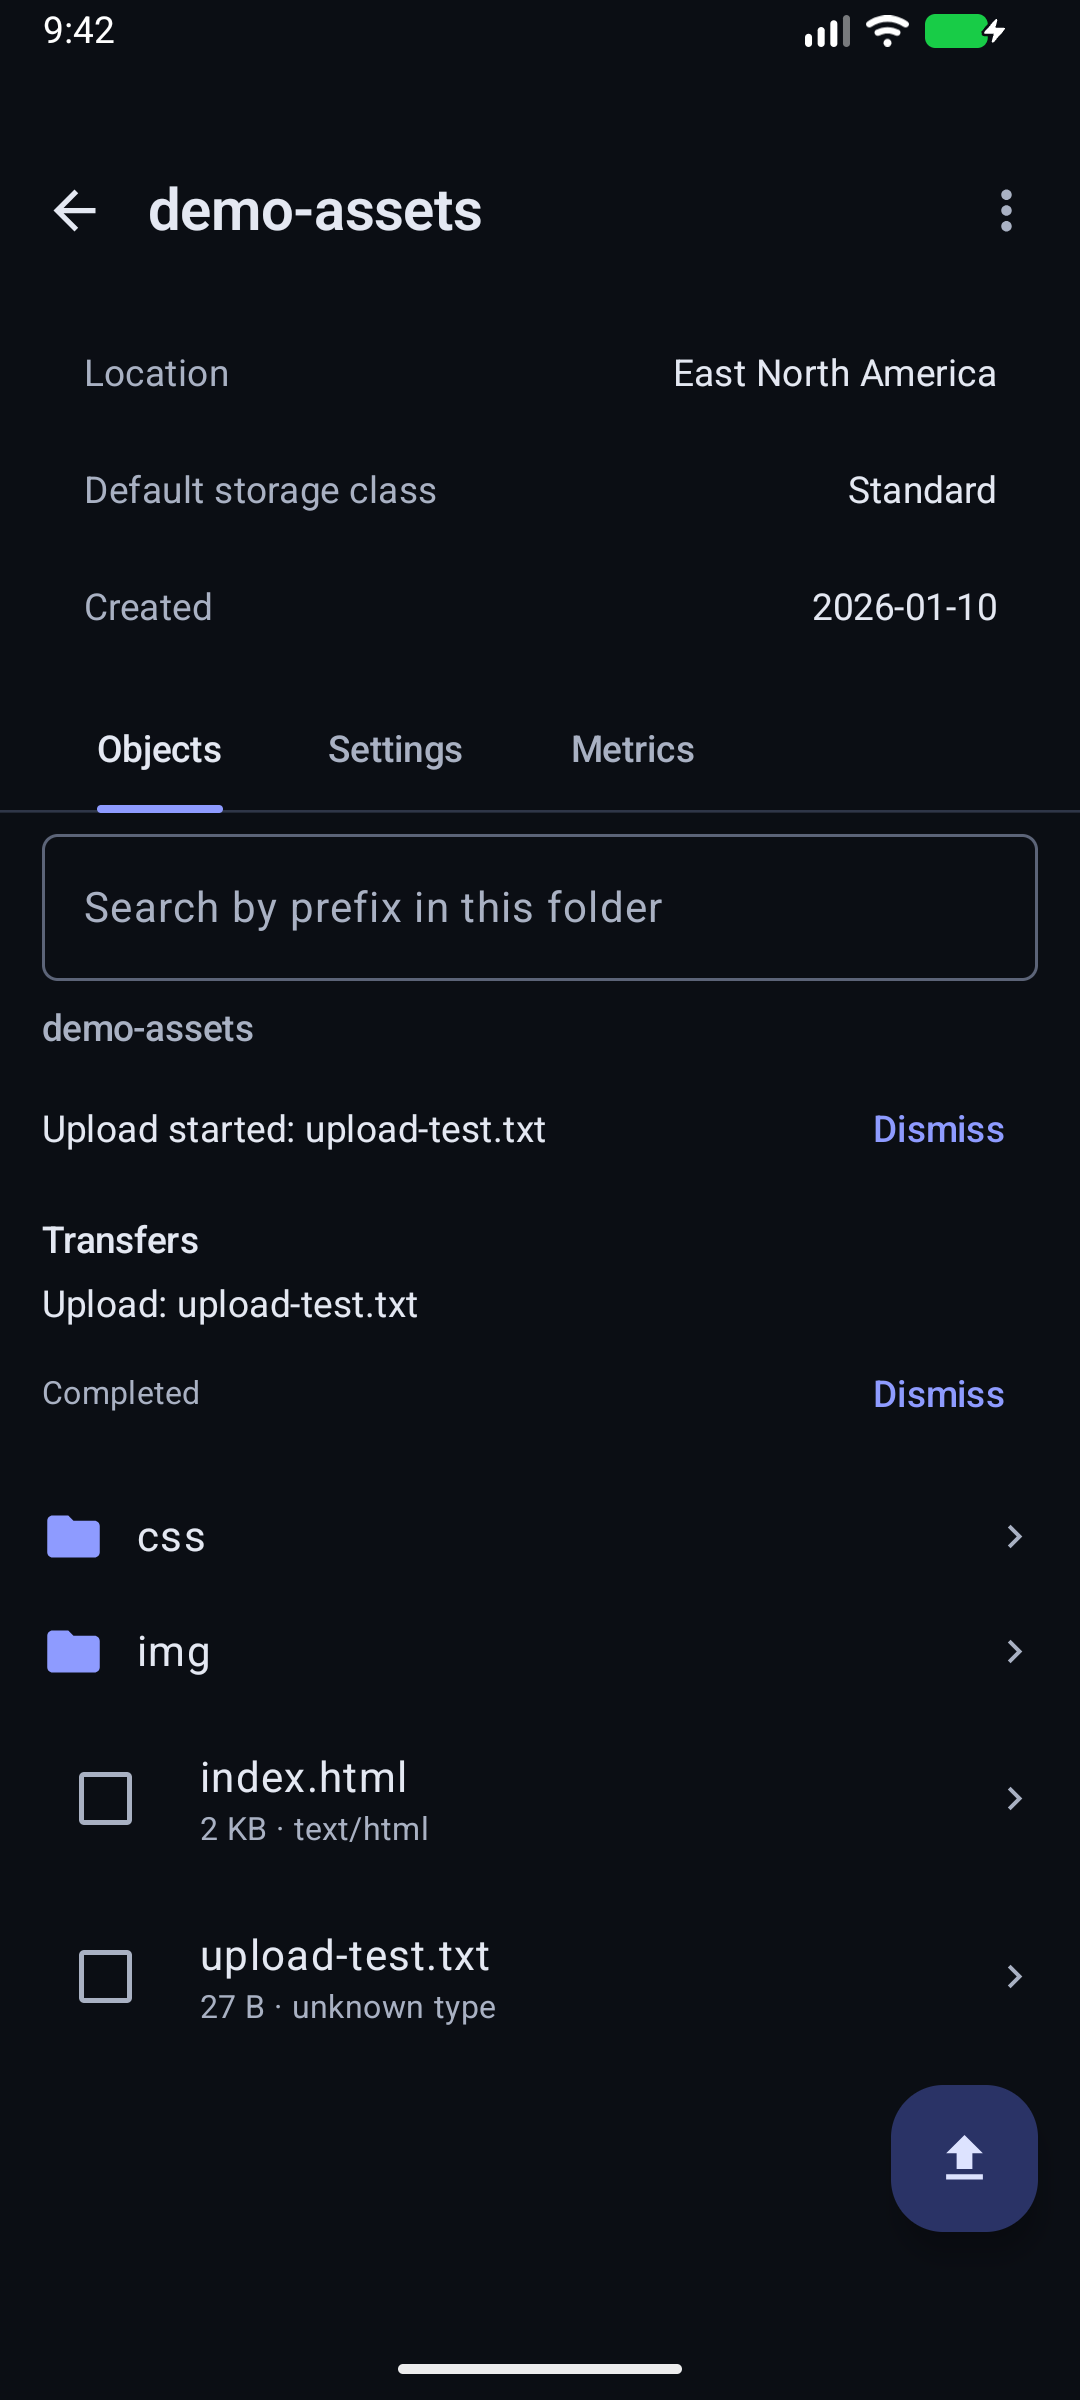 9:42
demo-assets
Location East North America
Default storage class Standard
Created 2026-01-10
Objects Settings Metrics
Search by prefix in this folder
demo-assets
Upload started: upload-test.txt Dismiss
Transfers
Upload: upload-test.txt
Completed Dismiss
css
img
index.html
2 KB · text/html
upload-test.txt
27 B · unknown type